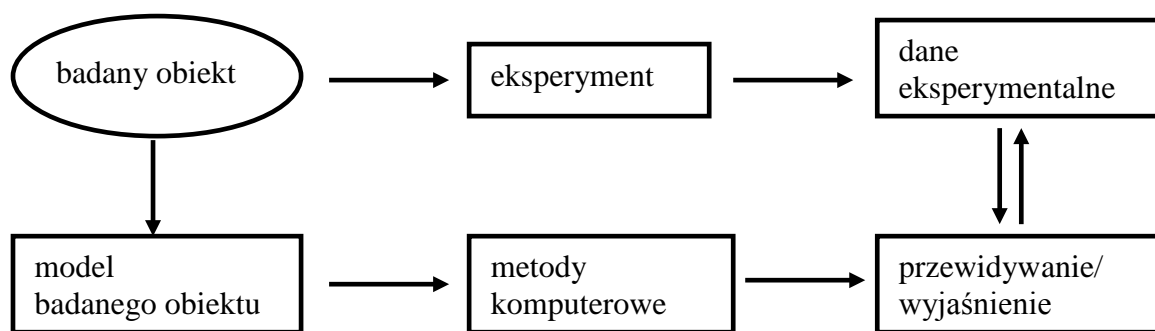 badany obiekt
eksperyment
dane
eksperymentalne
model
badanego obiektu
metody
komputerowe
przewidywanie/
wyjaśnienie